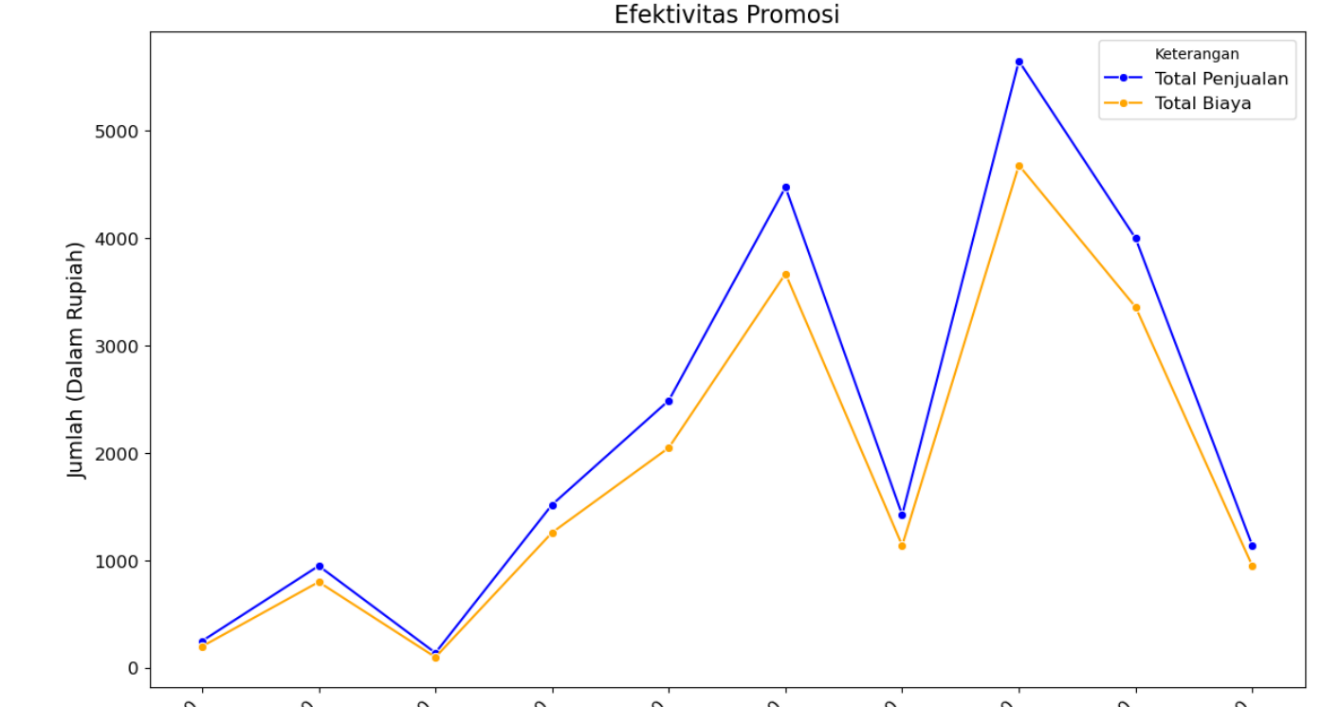 Efektivitas Promosi
Keterangan
Total Penjualan
Total Biaya
Jumlah (Dalam Rupiah)
5000
4000
3000
2000
1000
0